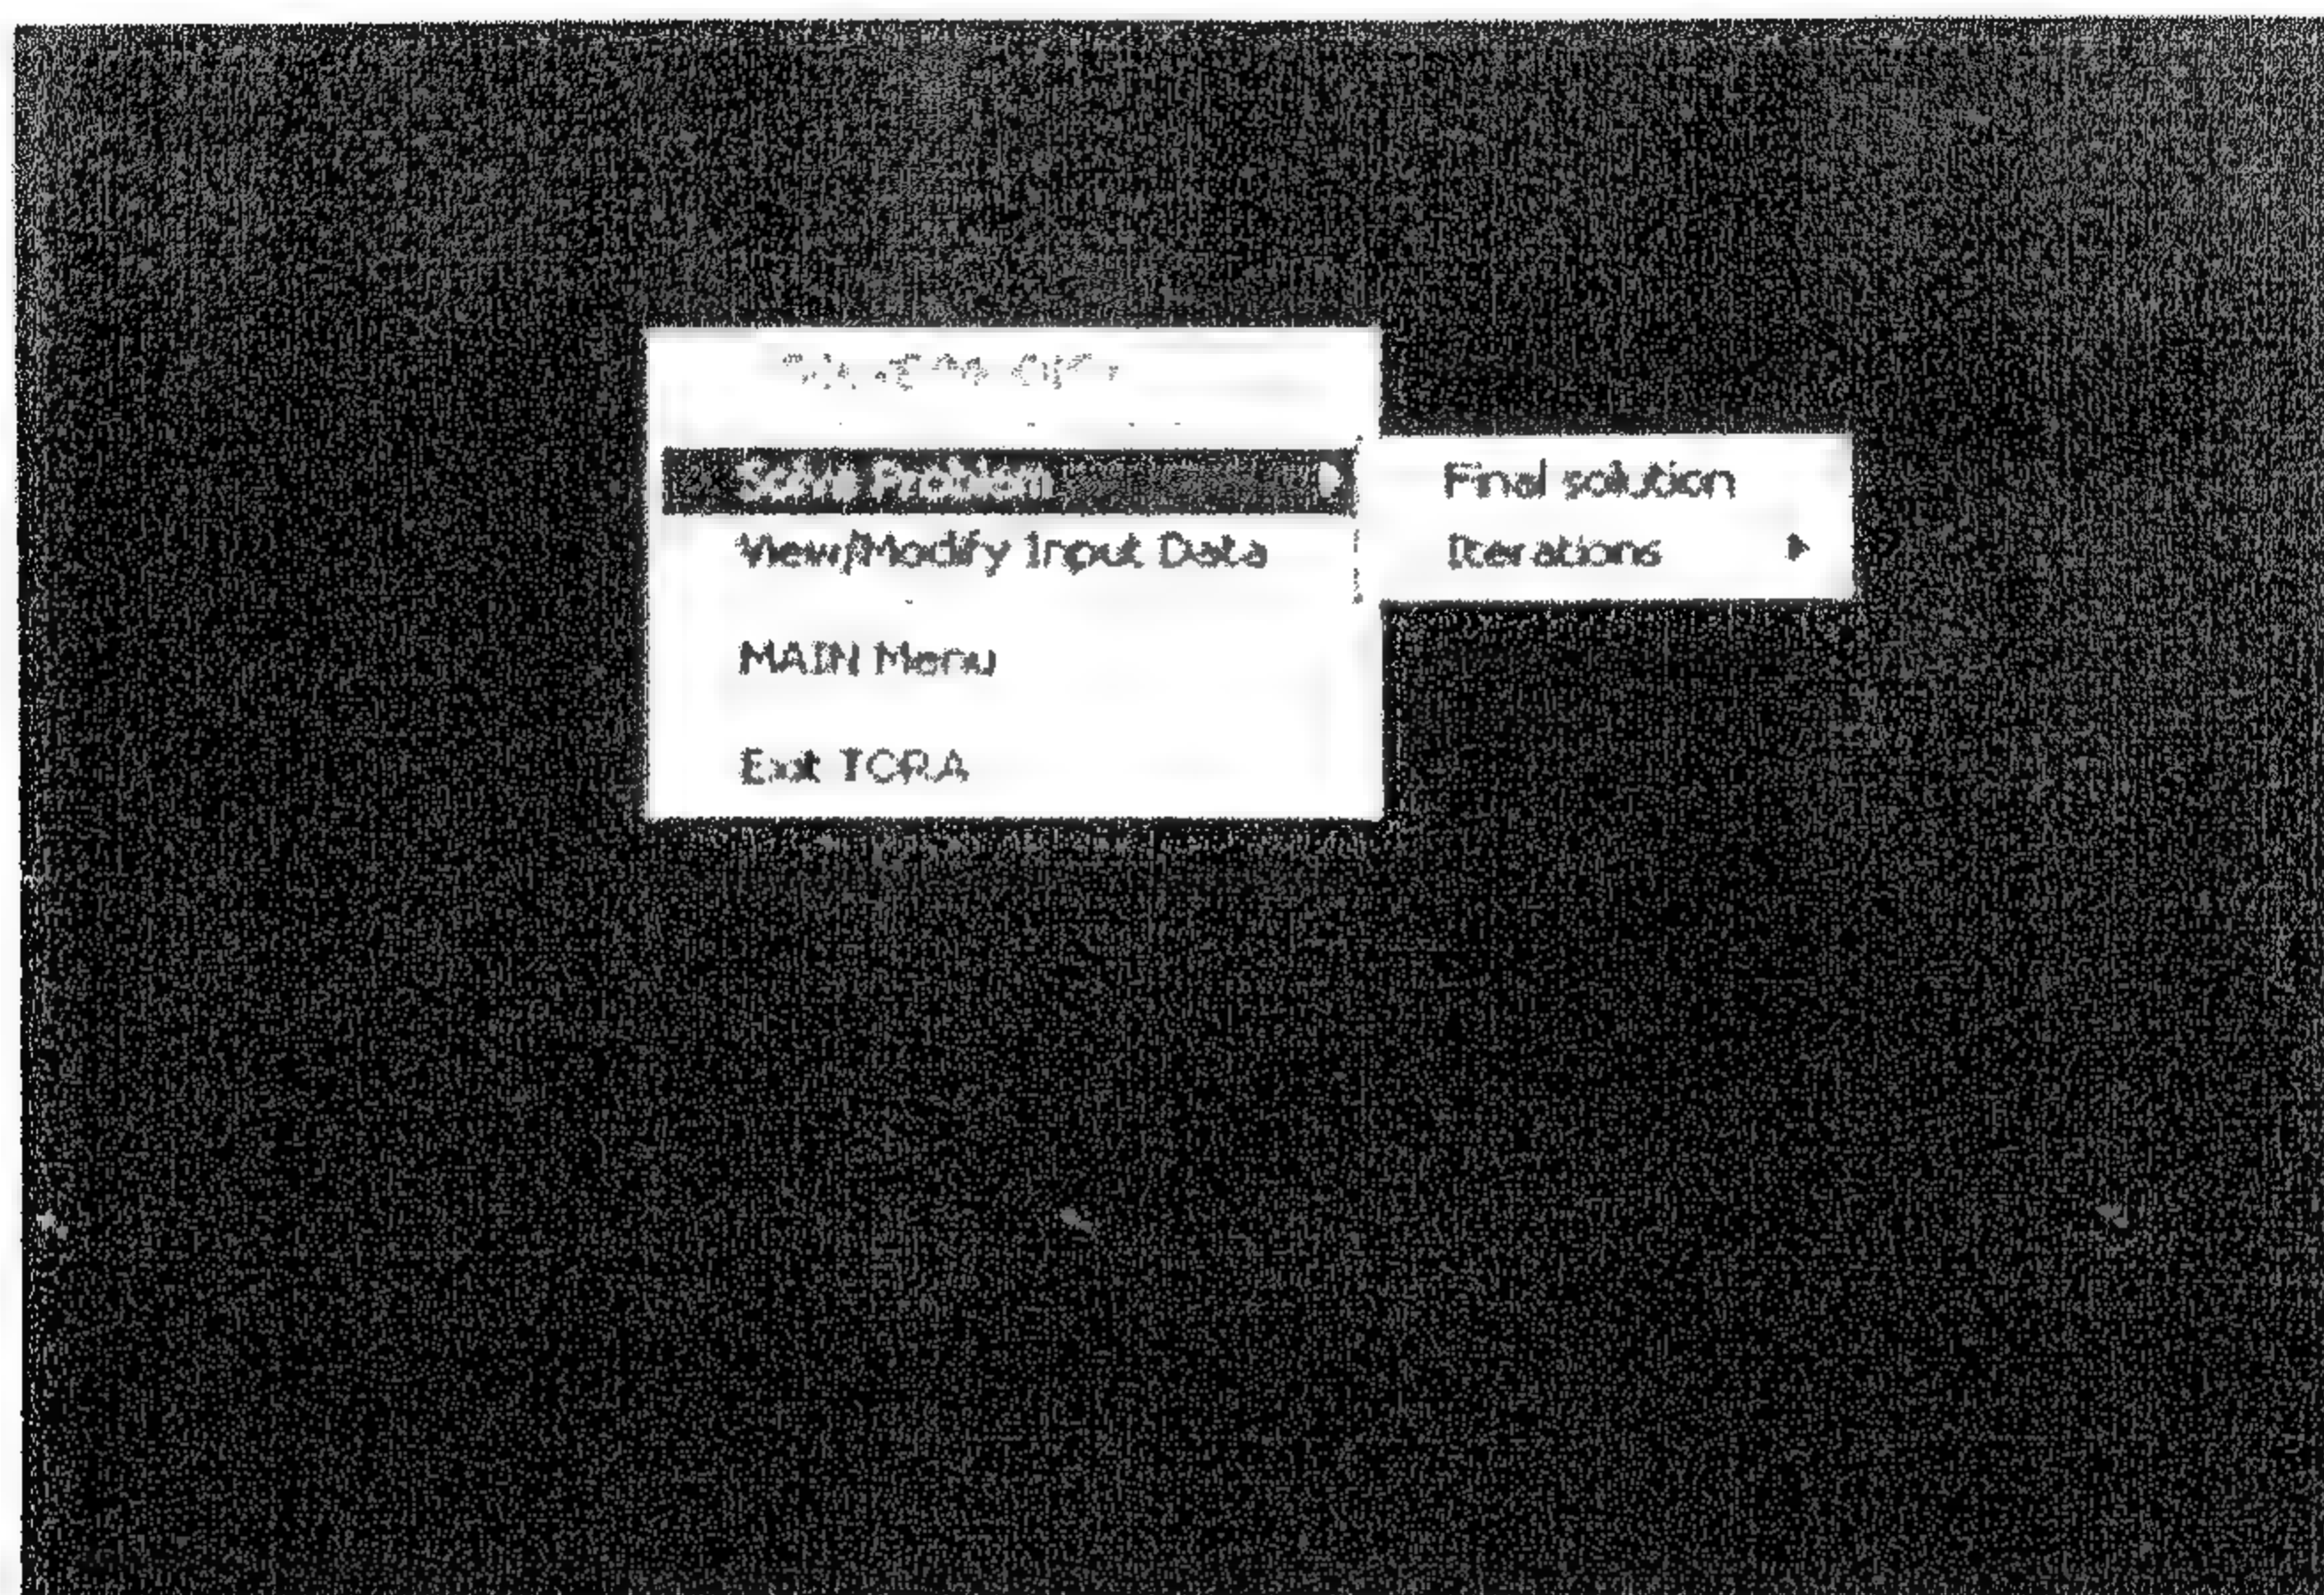 Solve Problem
View/Modify Input Data
MAIN Menu
Exit TORA
Final solution
Iterations